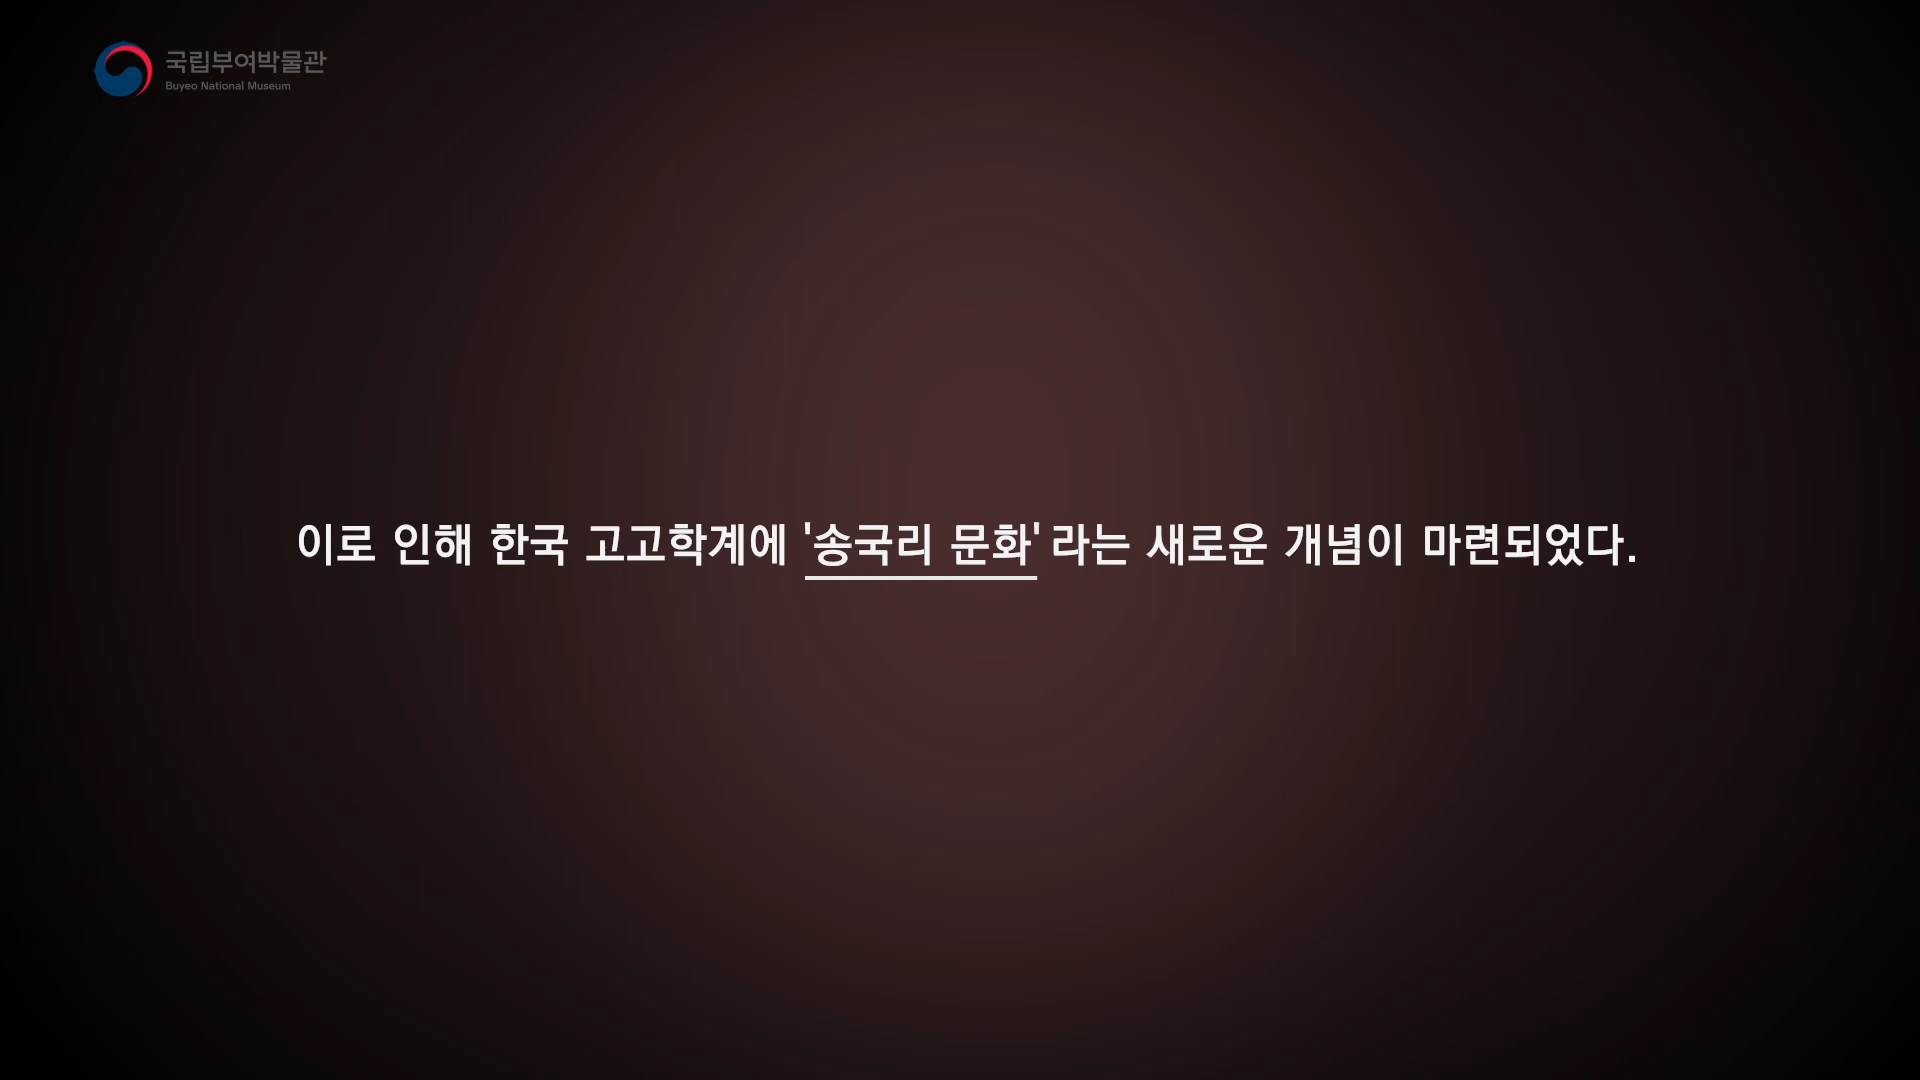 국립부여박물관
Buyeo National Museum
이로 인해 한국 고고학계에 '송국리 문화' 라는 새로운 개념이 마련되었다.